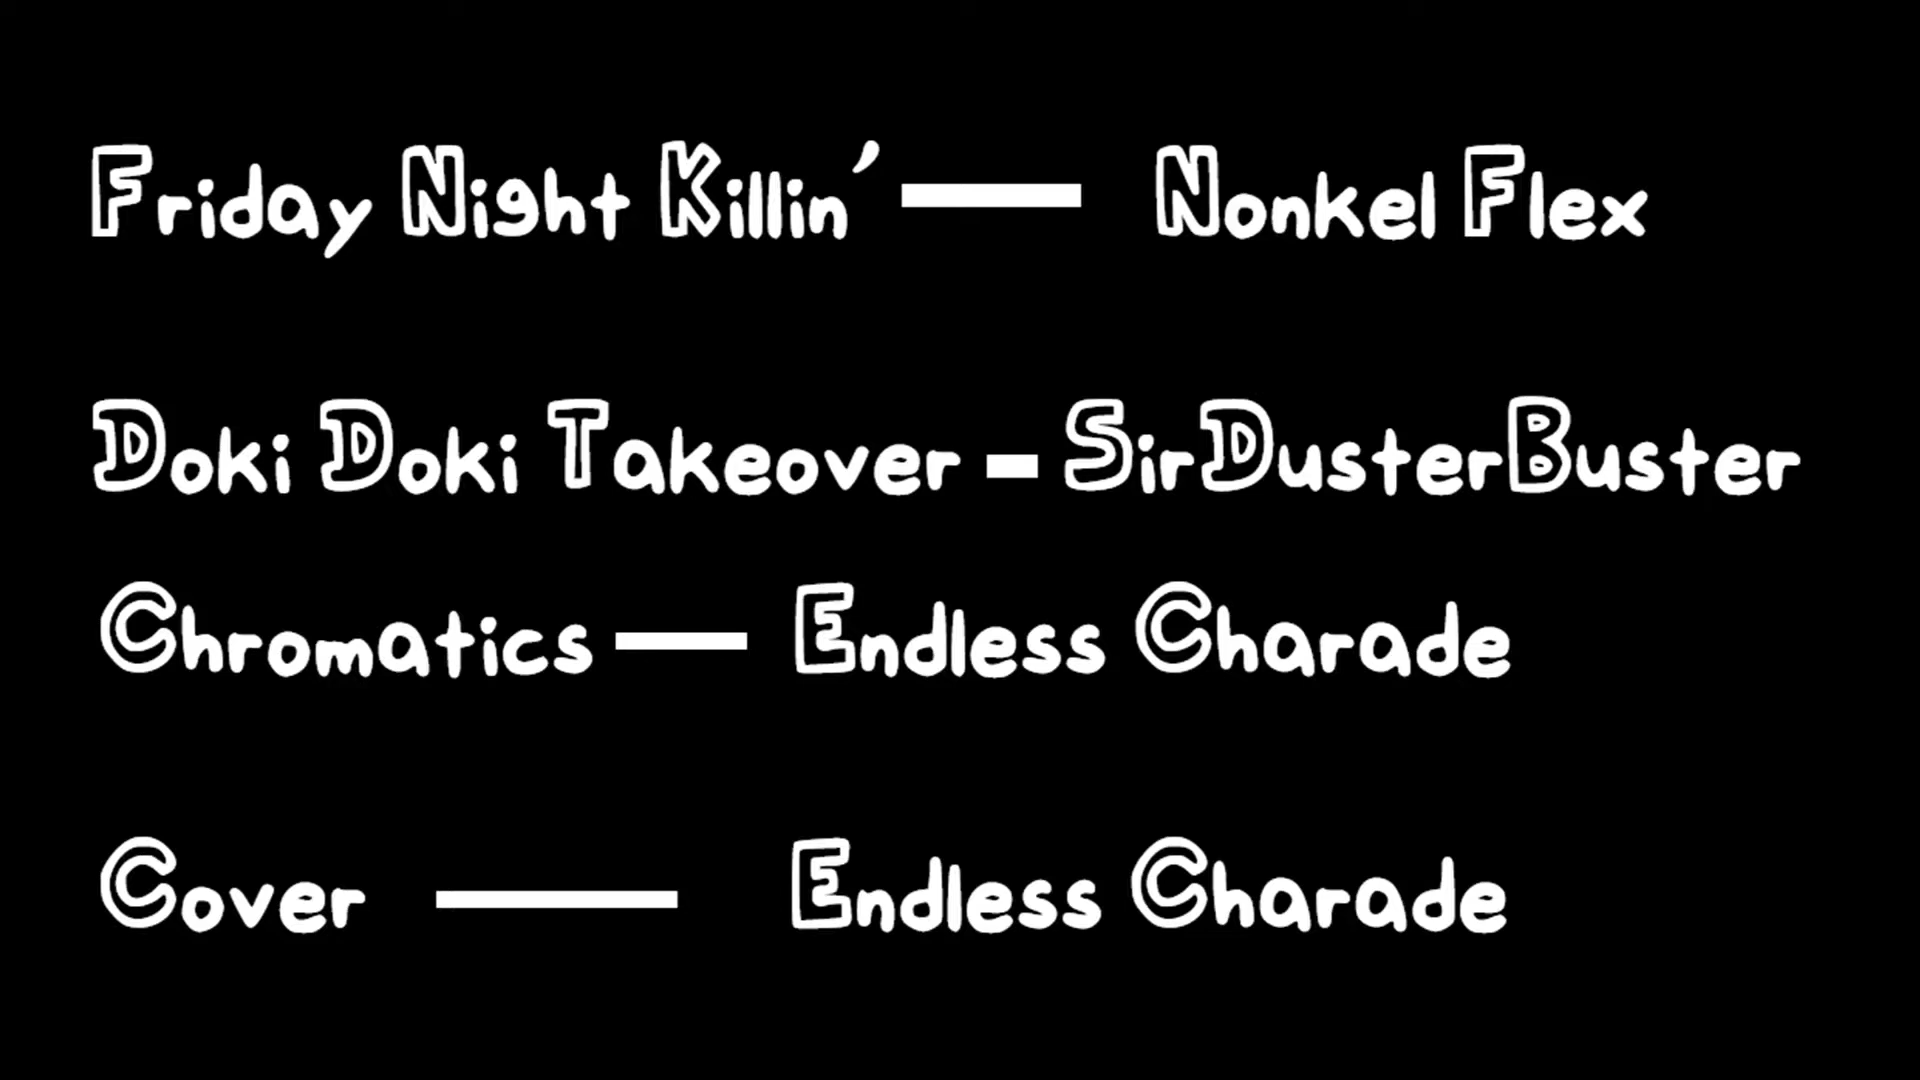 Friday Night Killin' — Nonkel Flex
Doki Doki Takeover - SirDusterBuster
Chromatics — Endless Charade
Cover — Endless Charade